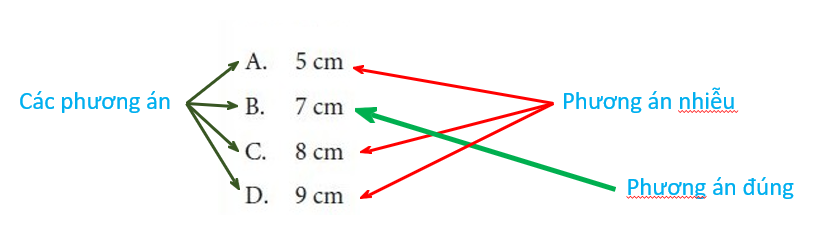 A. 5 cm
Các phương án
B. 7 cm
Phương án nhiễu
C. 8 cm
D. 9 cm
Phương án đúng